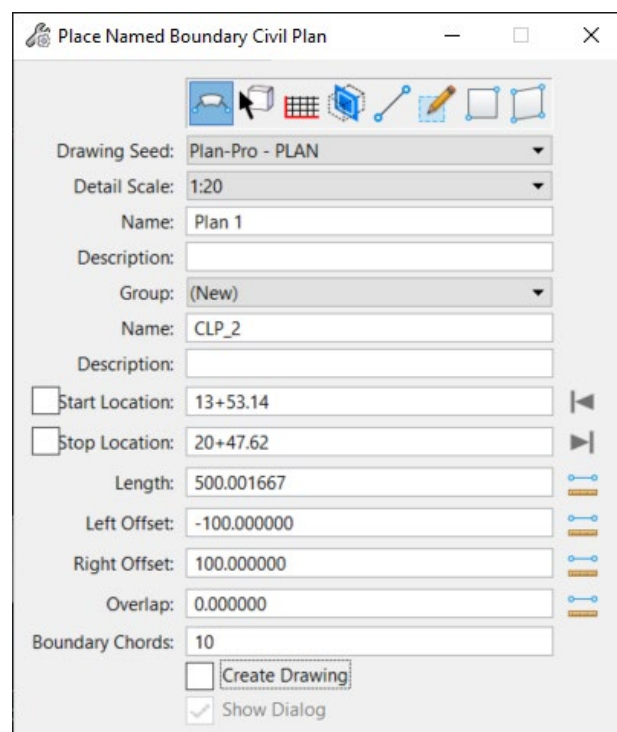 Place Named Boundary Civil Plan
Drawing Seed: Plan-Pro - PLAN
Detail Scale: 1:20
Name: Plan 1
Description:
Group: (New)
Name: CLP_2
Description:
Start Location: 13+53.14
Stop Location: 20+47.62
Length: 500.001667
Left Offset: -100.000000
Right Offset: 100.000000
Overlap: 0.000000
Boundary Chords: 10
Create Drawing
Show Dialog